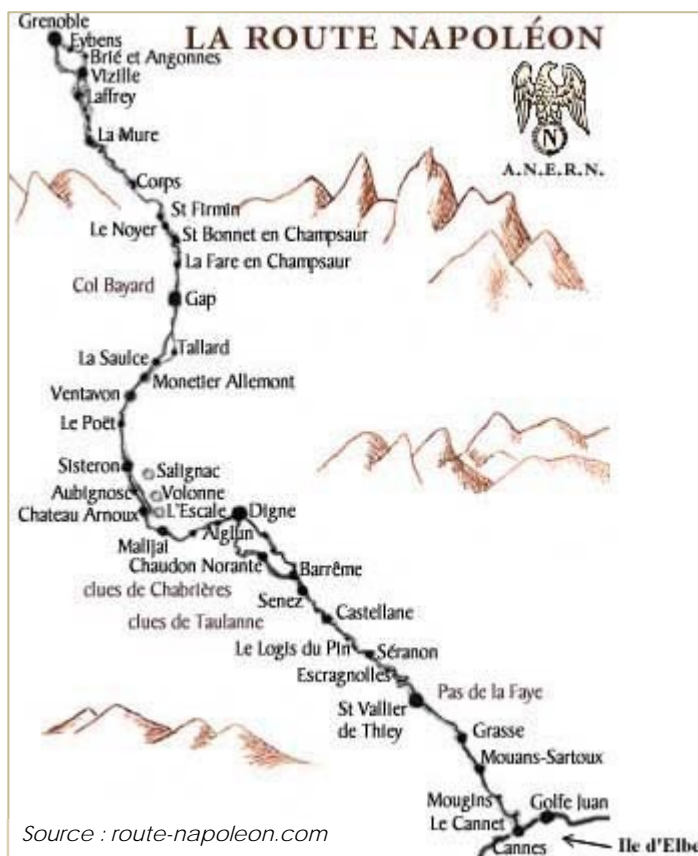 Grenoble
LA ROUTE NAPOLÉON
Eybens
Brié et Angonnes
Vizille
Laffrey
N
A.N.E.R.N.
La Mure
Corps
St Firmin
Le Noyer
St Bonnet en Champsaur
La Fare en Champsaur
Col Bayard
Gap
Tallard
La Saulce
Monetier Allemont
Ventavon
Le Poët
Sisteron
Salignac
Aubignosc
Volonne
Chateau Arnoux
L'Escale
Digne
Malijai
Aiglun
Chaudon Norante
Barrême
clues de Chabrières
Senez
clues de Taulanne
Castellane
Le Logis du Pin
Séranon
Escragnolles
Pas de la Faye
St Vallier
de Thiey
Grasse
Mouans-Sartoux
Mougins
Golfe Juan
Le Cannet
Cannes
Ile d'Elbe
Source : route-napoleon.com